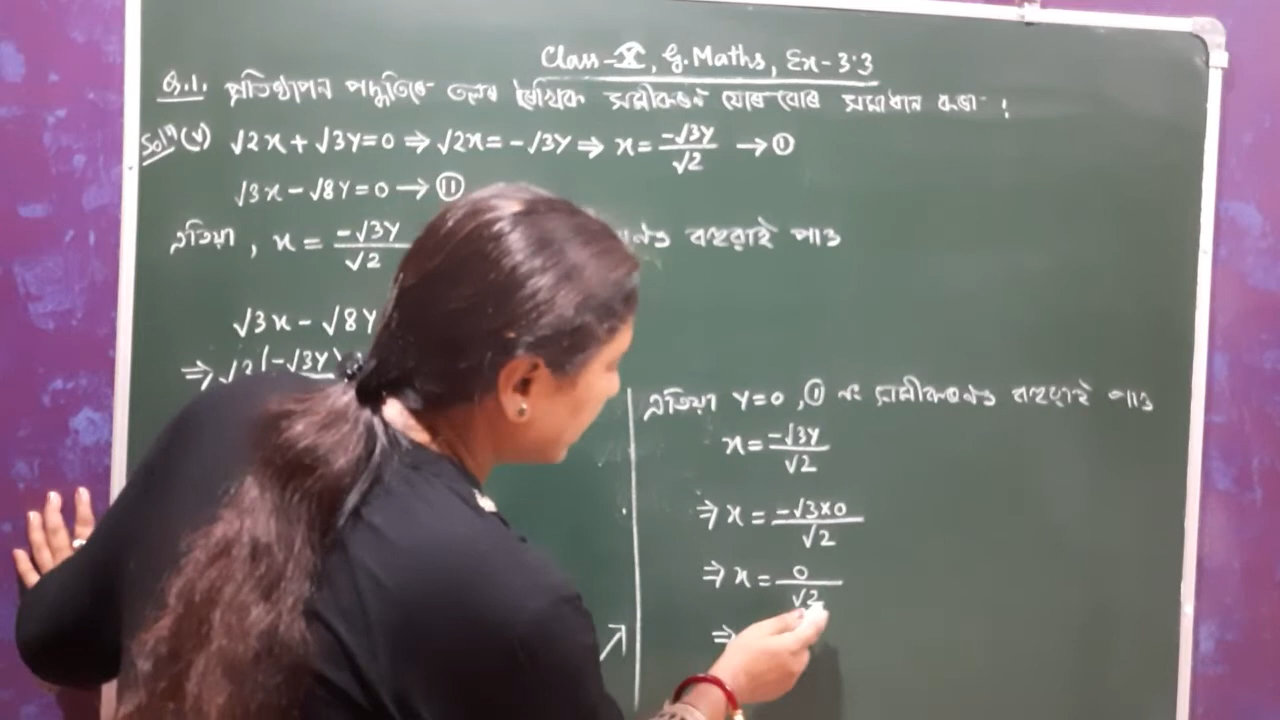 Class-X, G.Maths, Ex-3.3
Q.1. প্ৰতিস্থাপন পদ্ধতিৰে তলৰ ৰৈখিক সমীকৰণ যোৰ বোৰ সমাধান কৰা :
Solⁿ (v) √2x + √3y = 0 ⇒ √2x = -√3y ⇒ x = -√3y/√2 → ①
√3x - √8y = 0 → ⑪
এতিয়া, x = -√3y/√2 বহুৱাই পাওঁ
√3x - √8y
⇒ (-√3y)
এতিয়া y=0, ① নং সমীকৰণত বহুৱাই পাওঁ
x = -√3y/√2
⇒ x = -√3×0/√2
⇒ x = 0/√2
⇒